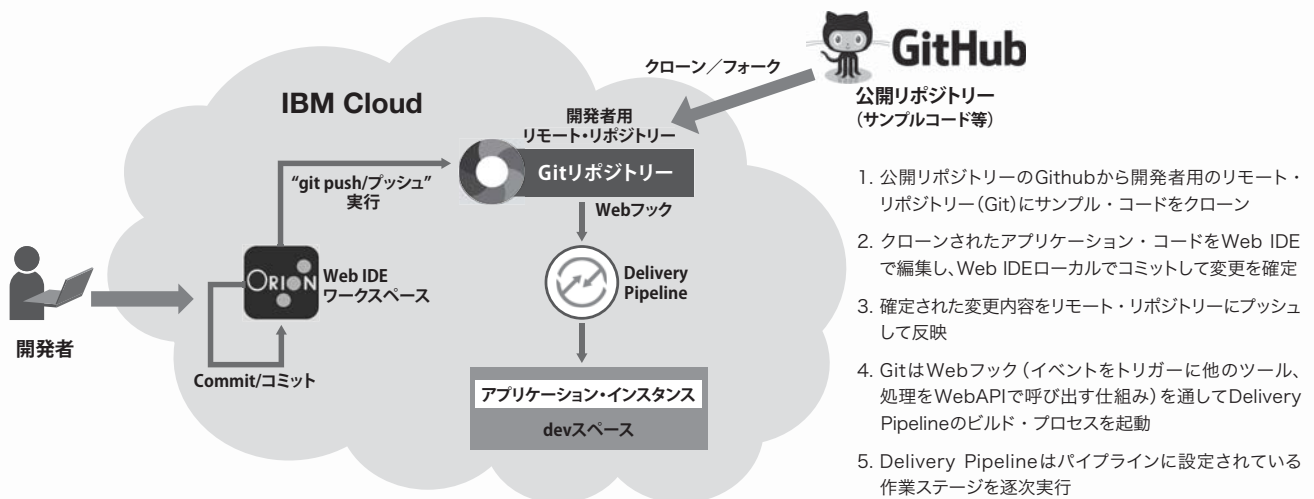 GitHub
公開リポジトリー
(サンプルコード等)
クローン／フォーク
IBM Cloud
開発者用
リモート・リポジトリー
Gitリポジトリー
"git push/プッシュ"
実行
Webフック
ORION
Web IDE
ワークスペース
Delivery
Pipeline
開発者
Commit/コミット
アプリケーション・インスタンス
devスペース
1. 公開リポジトリーのGithubから開発者用のリモート・
リポジトリー(Git)にサンプル・コードをクローン
2. クローンされたアプリケーション・コードをWeb IDE
で編集し、Web IDEローカルでコミットして変更を確定
3. 確定された変更内容をリモート・リポジトリーにプッシュ
して反映
4. GitはWebフック(イベントをトリガーに他のツール、
処理をWebAPIで呼び出す仕組み)を通してDelivery
Pipelineのビルド・プロセスを起動
5. Delivery Pipelineはパイプラインに設定されている
作業ステージを逐次実行